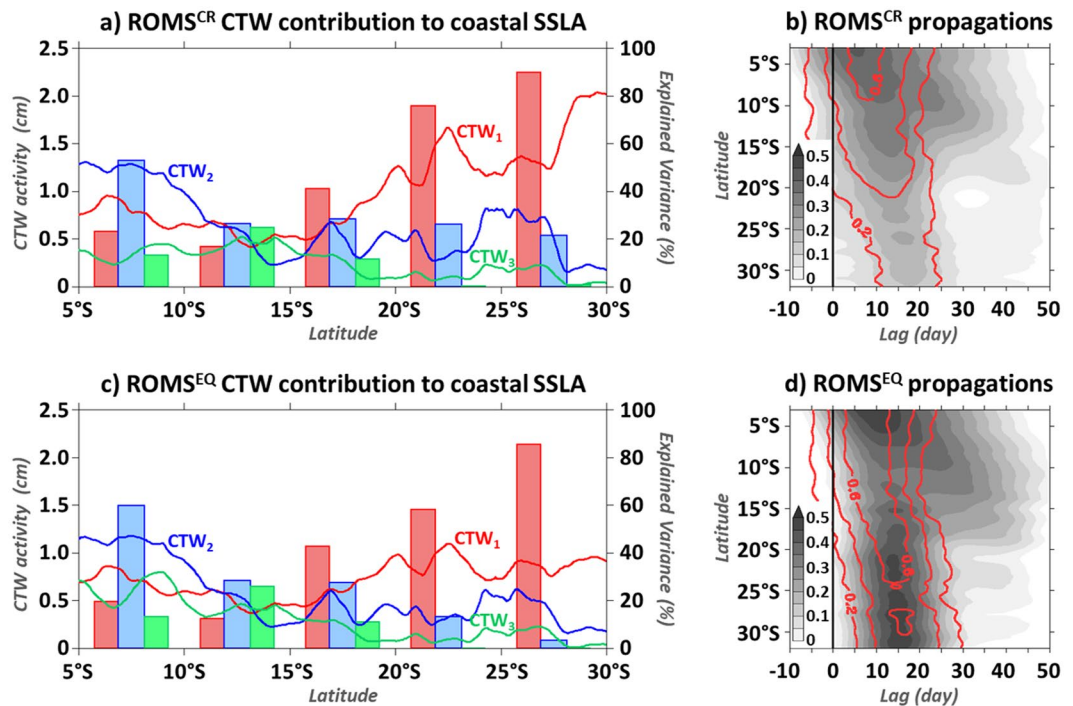 a) ROMSCR CTW contribution to coastal SSLA
2.5
2.0
1.5
1.0
0.5
0
CTW activity (cm)
100
80
60
40
20
0
Explained Variance (%)
CTW1
CTW2
CTW3
5°S 10°S 15°S 20°S 25°S 30°S
Latitude
b) ROMSCR propagations
5°S
10°S
15°S
20°S
25°S
30°S
Latitude
0.5
0.4
0.3
0.2
0.1
0
0.2
-10 0 10 20 30 40 50
Lag (day)
c) ROMSEQ CTW contribution to coastal SSLA
2.5
2.0
1.5
1.0
0.5
0
CTW activity (cm)
100
80
60
40
20
0
Explained Variance (%)
CTW2
CTW1
CTW3
5°S 10°S 15°S 20°S 25°S 30°S
Latitude
d) ROMSEQ propagations
5°S
10°S
15°S
20°S
25°S
30°S
Latitude
0.5
0.4
0.3
0.2
0.1
0
0.6
0.2
-10 0 10 20 30 40 50
Lag (day)